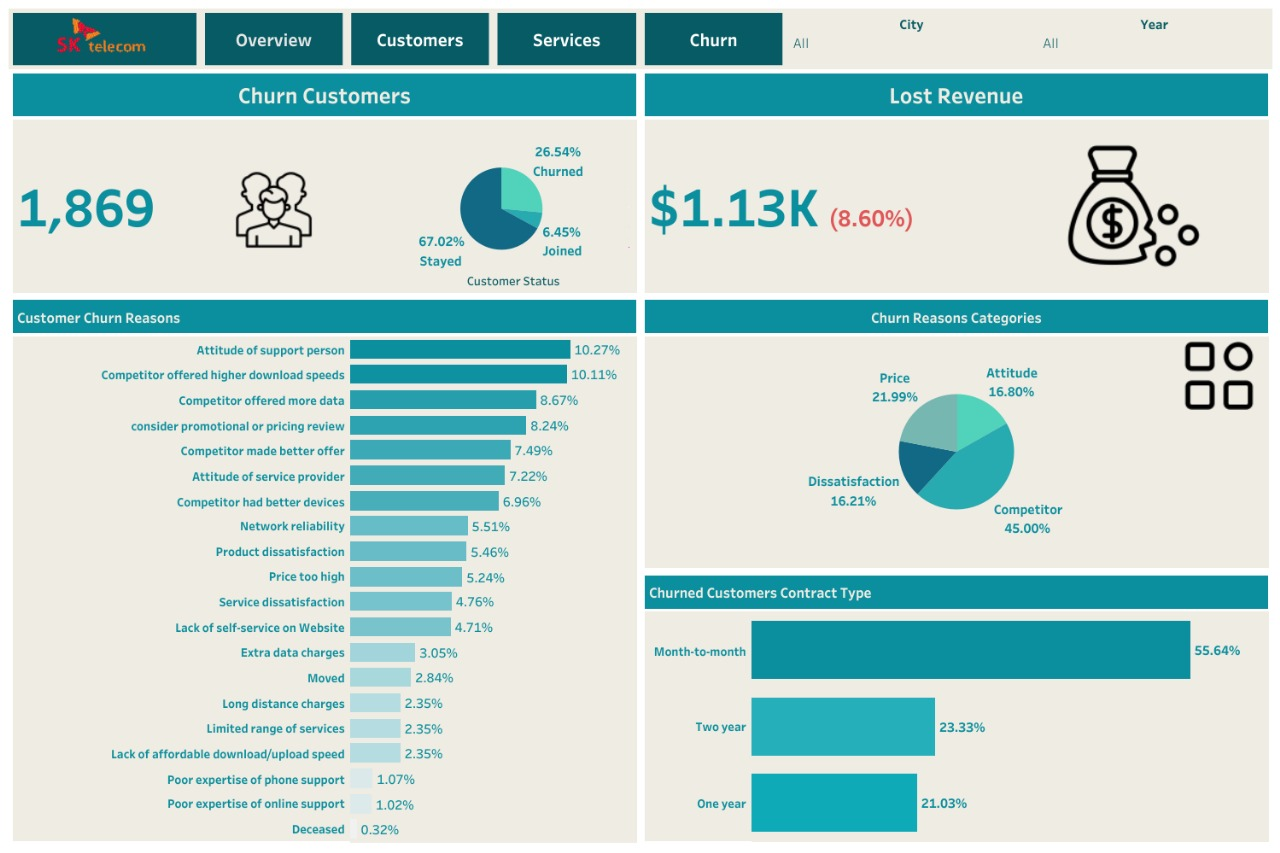 SK telecom
Overview
Customers
Services
Churn
City
All
Year
All
Churn Customers
1,869
26.54%
Churned
6.45%
Joined
67.02%
Stayed
Customer Status
Lost Revenue
$1.13K (8.60%)
$
Customer Churn Reasons
Attitude of support person 10.27%
Competitor offered higher download speeds 10.11%
Competitor offered more data 8.67%
consider promotional or pricing review 8.24%
Competitor made better offer 7.49%
Attitude of service provider 7.22%
Competitor had better devices 6.96%
Network reliability 5.51%
Product dissatisfaction 5.46%
Price too high 5.24%
Service dissatisfaction 4.76%
Lack of self-service on Website 4.71%
Extra data charges 3.05%
Moved 2.84%
Long distance charges 2.35%
Limited range of services 2.35%
Lack of affordable download/upload speed 2.35%
Poor expertise of phone support 1.07%
Poor expertise of online support 1.02%
Deceased 0.32%
Churn Reasons Categories
Price
21.99%
Attitude
16.80%
Dissatisfaction
16.21%
Competitor
45.00%
Churned Customers Contract Type
Month-to-month 55.64%
Two year 23.33%
One year 21.03%